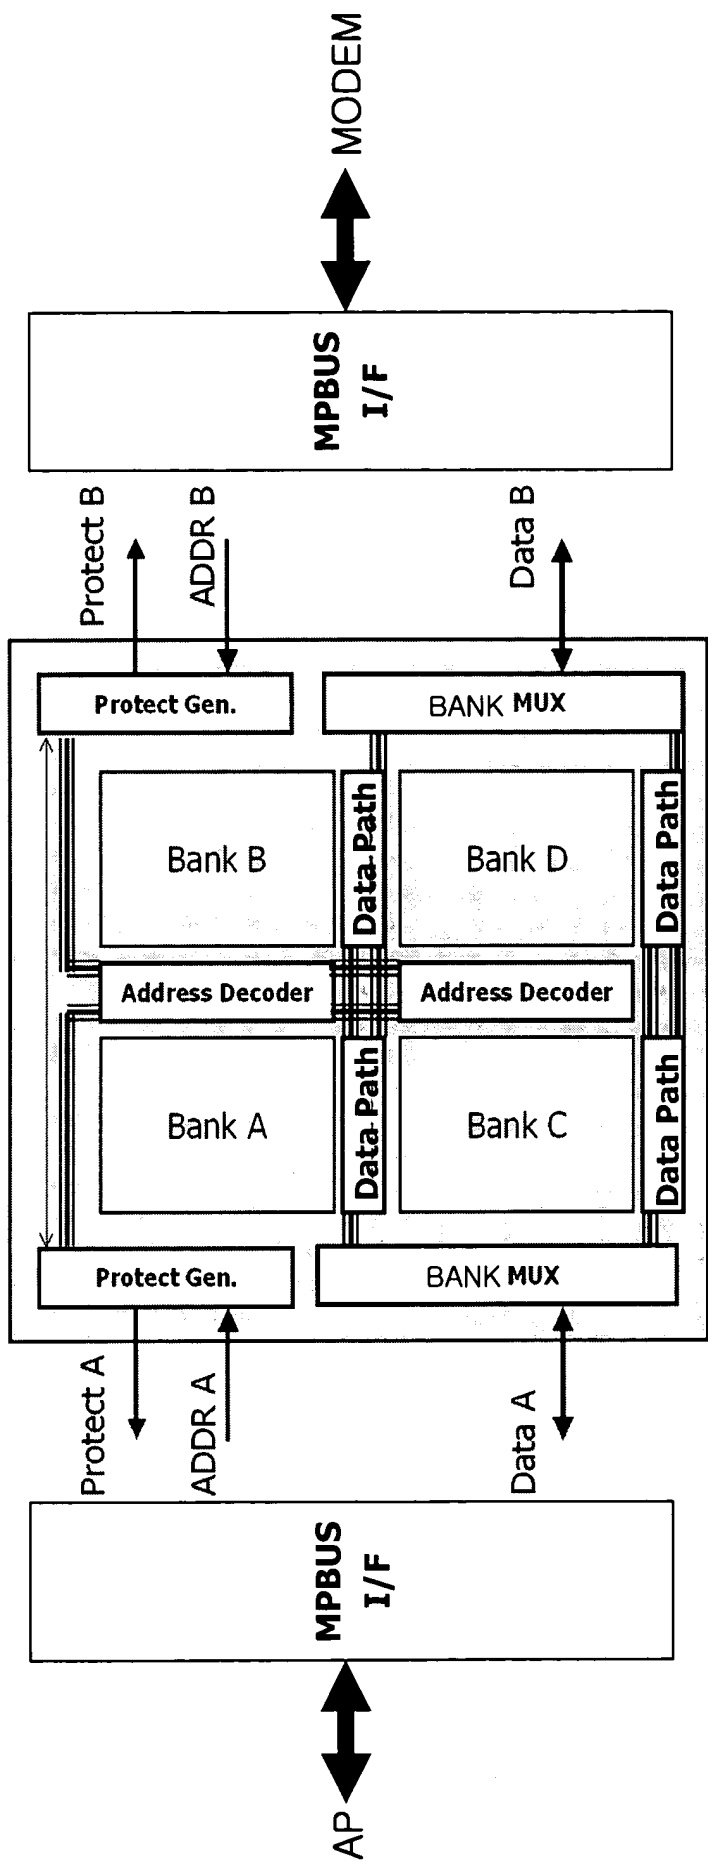 MODEM
MPBUS
I/F
Protect B
ADDR B
Data B
Protect Gen.
BANK MUX
Bank B
Data Path
Bank D
Data Path
Address Decoder
Address Decoder
Bank A
Data Path
Bank C
Data Path
Protect Gen.
BANK MUX
Protect A
ADDR A
Data A
MPBUS
I/F
AP